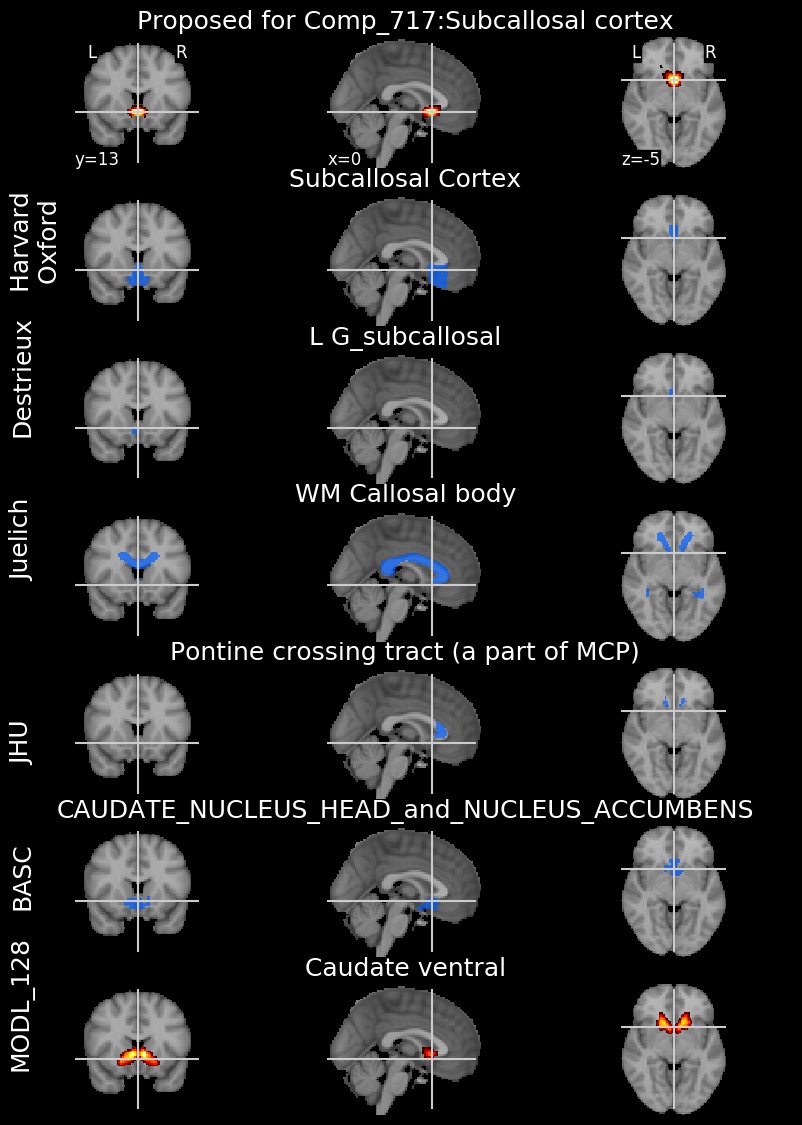 Proposed for Comp_717:Subcallosal cortex
L R
L R
y=13
x=0
z=-5
Subcallosal Cortex
Harvard
Oxford
L G_subcallosal
Destrieux
WM Callosal body
Juelich
Pontine crossing tract (a part of MCP)
JHU
CAUDATE_NUCLEUS_HEAD_and_NUCLEUS_ACCUMBENS
BASC
Caudate ventral
MODL_128